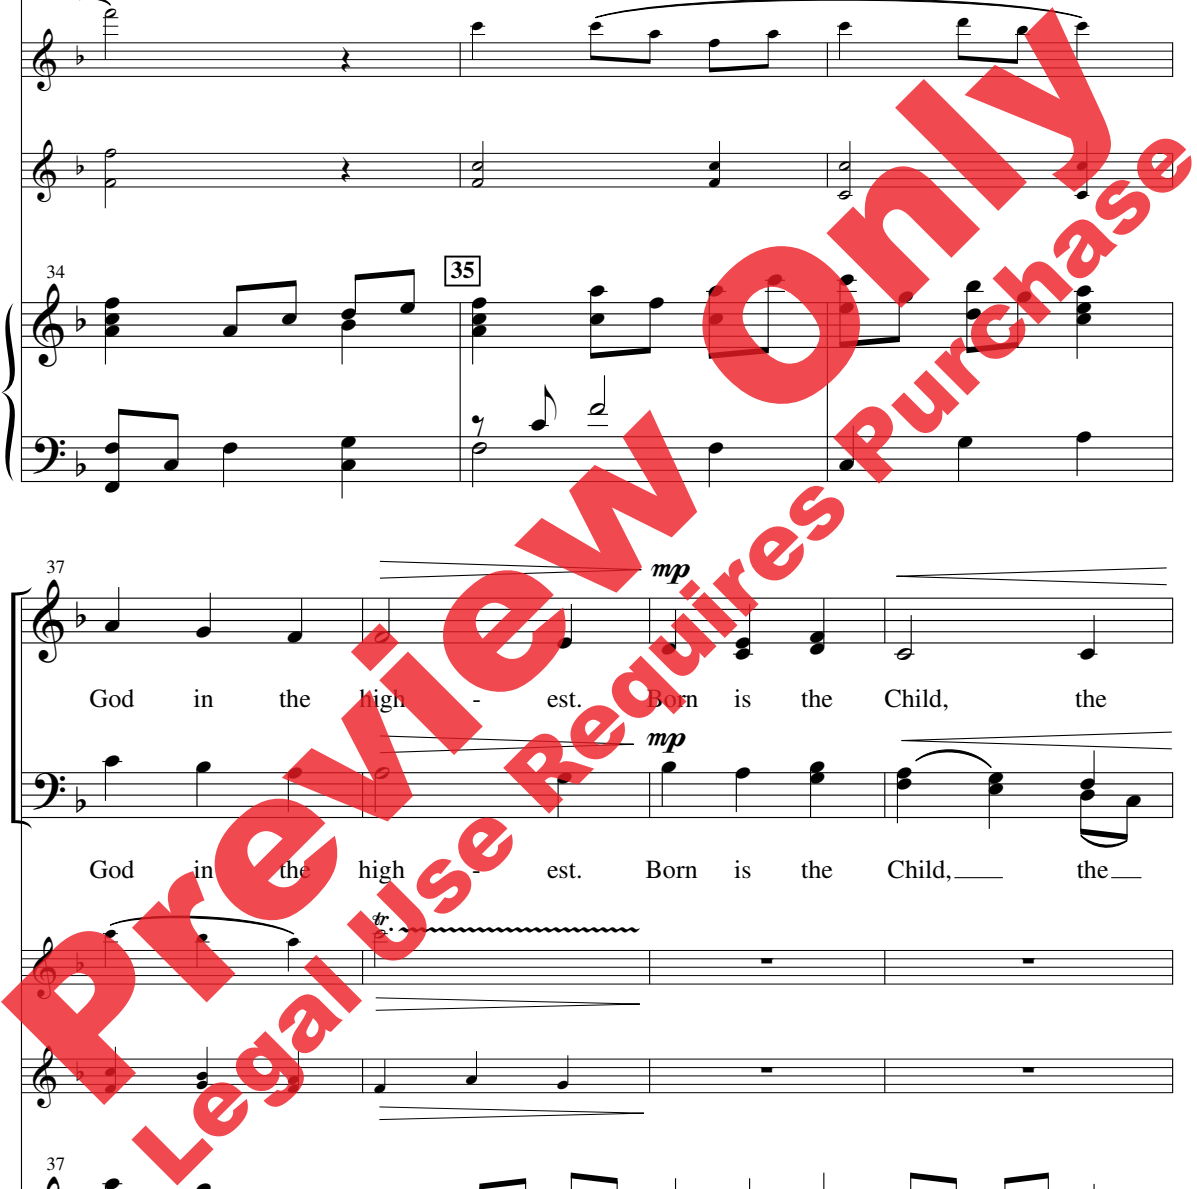 34
35
37
mp
God in the high - est. Born is the Child, the
mp
God in the high - est. Born is the Child, the
tr
37
Preview Only
Legal Use Requires Purchase